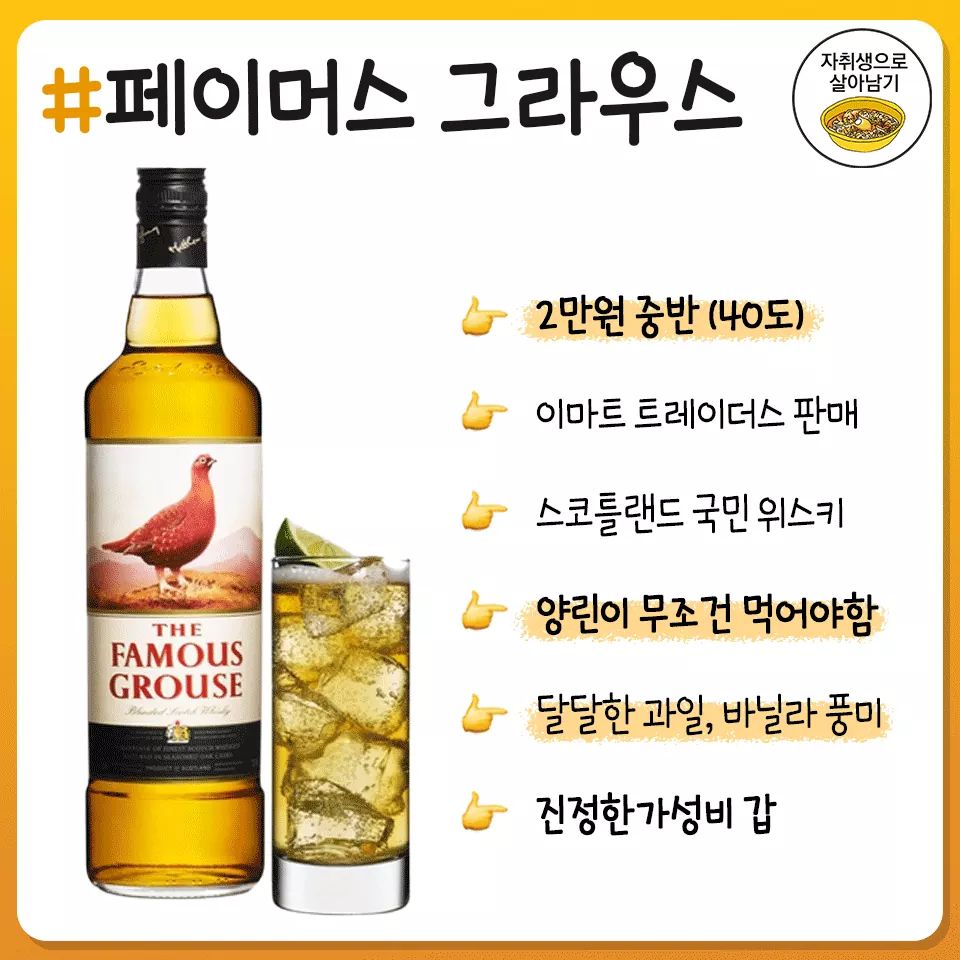 #페이머스 그라우스
자취생으로
살아남기
2만원 중반 (40도)
이마트 트레이더스 판매
스코틀랜드 국민 위스키
양린이 무조건 먹어야함
달달한 과일, 바닐라 풍미
진정한가성비 갑
THE
FAMOUS
GROUSE
Blended Scotch Whisky